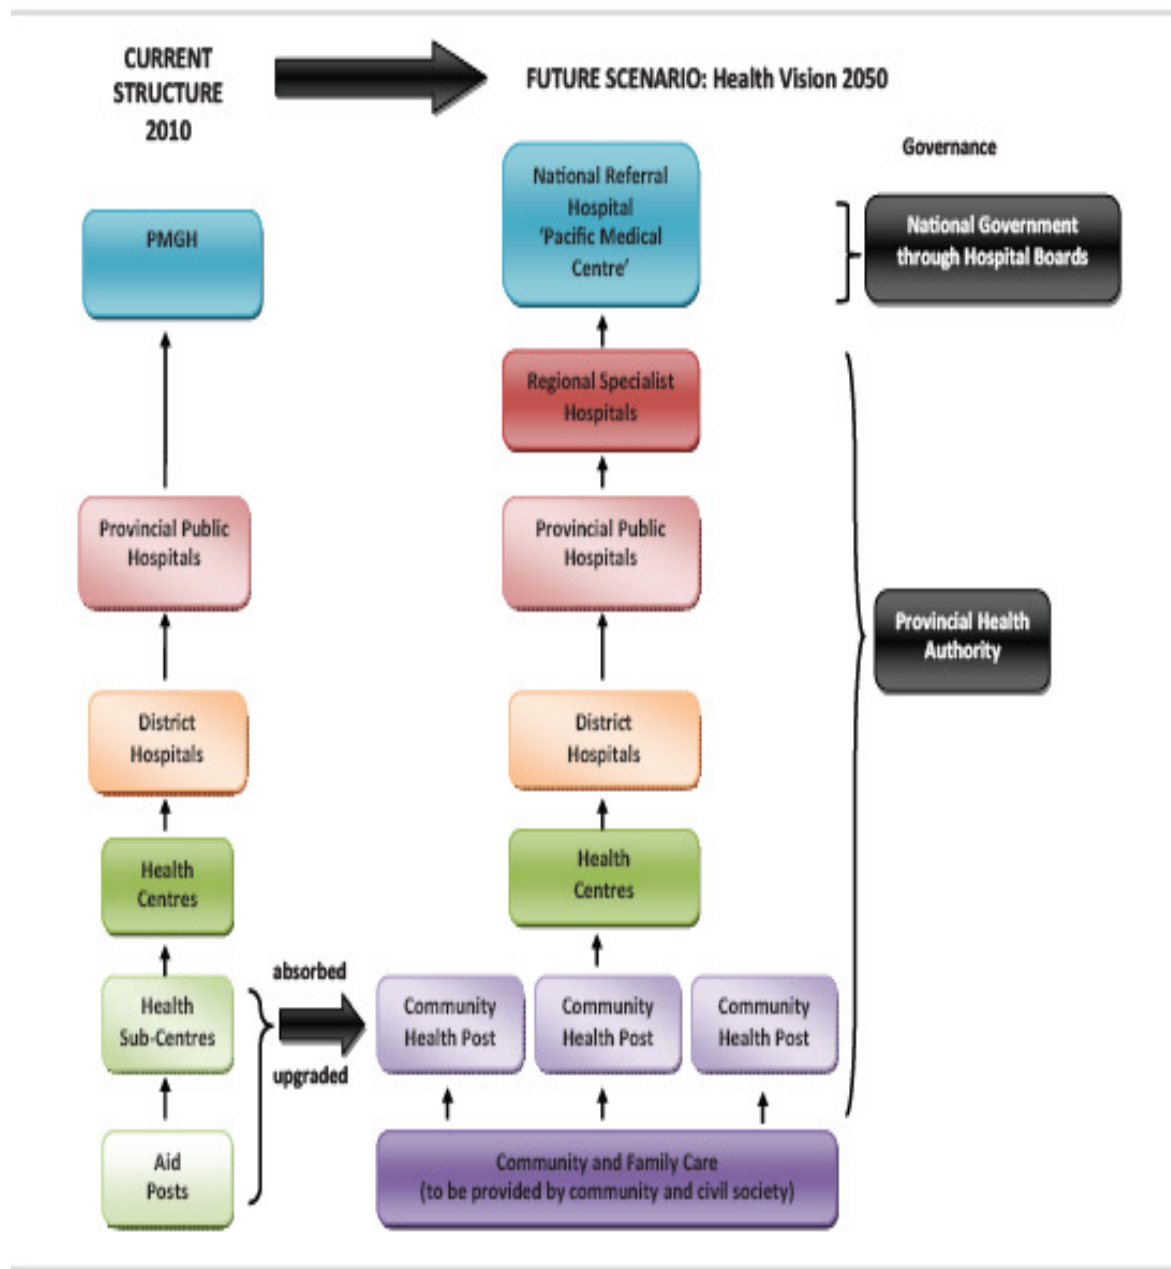 CURRENT
STRUCTURE
2010
FUTURE SCENARIO: Health Vision 2050
Governance
PMGH
Provincial Public
Hospitals
District
Hospitals
Health
Centres
Health
Sub-Centres
Aid
Posts
absorbed
upgraded
National Referral
Hospital
‘Pacific Medical
Centre’
Regional Specialist
Hospitals
Provincial Public
Hospitals
District
Hospitals
Health
Centres
Community
Health Post
Community
Health Post
Community
Health Post
Community and Family Care
(to be provided by community and civil society)
National Government
through Hospital Boards
Provincial Health
Authority